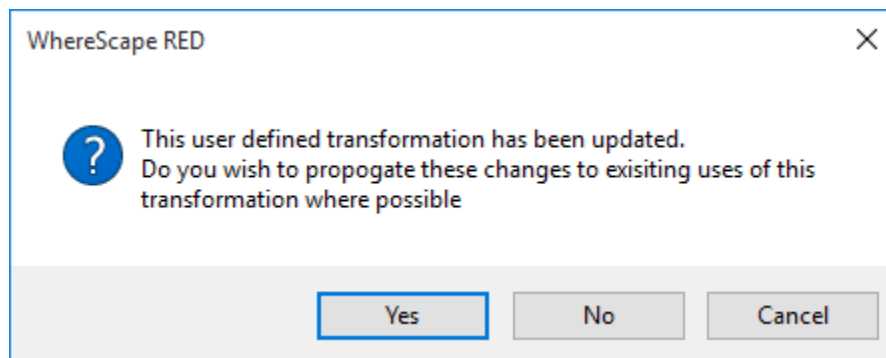 WhereScape RED
This user defined transformation has been updated.
Do you wish to propogate these changes to exisiting uses of this
transformation where possible
Yes
No
Cancel